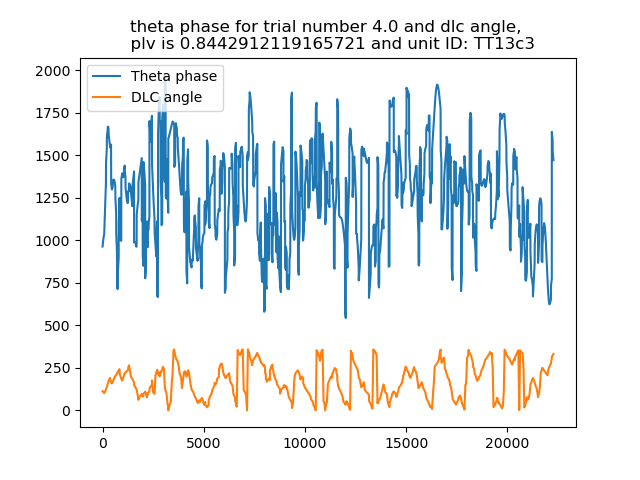 theta phase for trial number 4.0 and dlc angle,
plv is 0.8442912119165721 and unit ID: TT13c3
Theta phase
DLC angle
2000
1750
1500
1250
1000
750
500
250
0
0 5000 10000 15000 20000